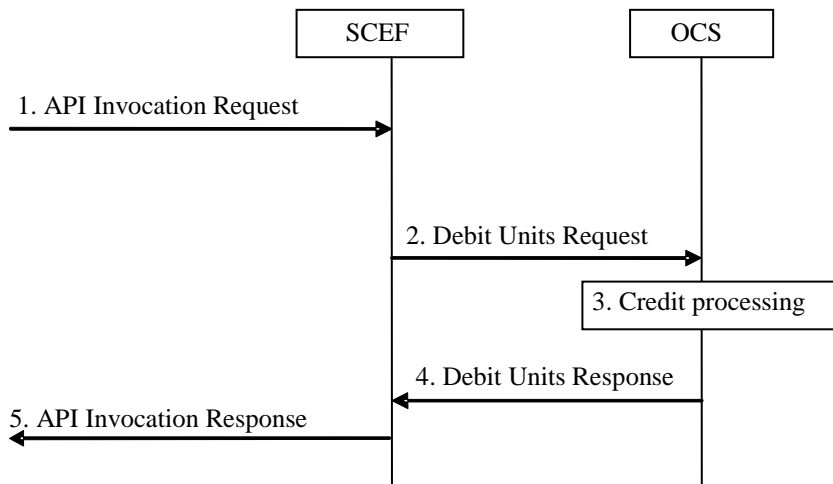 SCEF
OCS
1. API Invocation Request
2. Debit Units Request
3. Credit processing
4. Debit Units Response
5. API Invocation Response